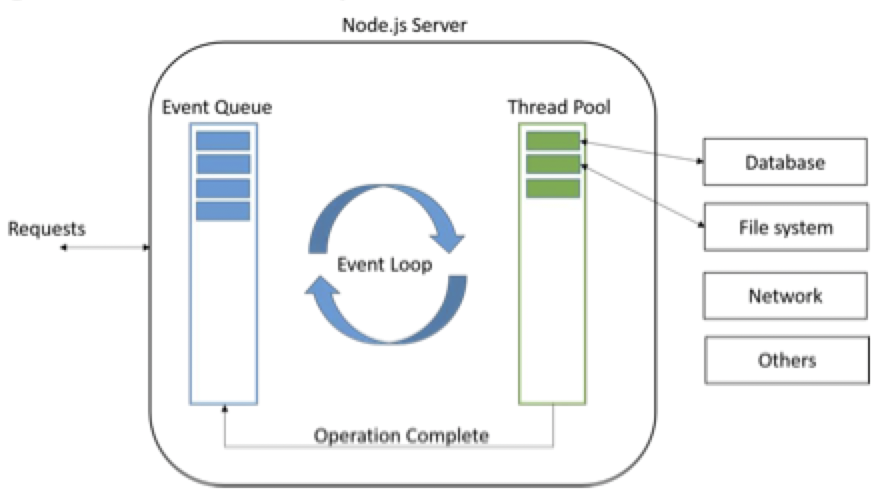 Node.js Server
Event Queue
Thread Pool
Database
Requests
File system
Event Loop
Network
Others
Operation Complete